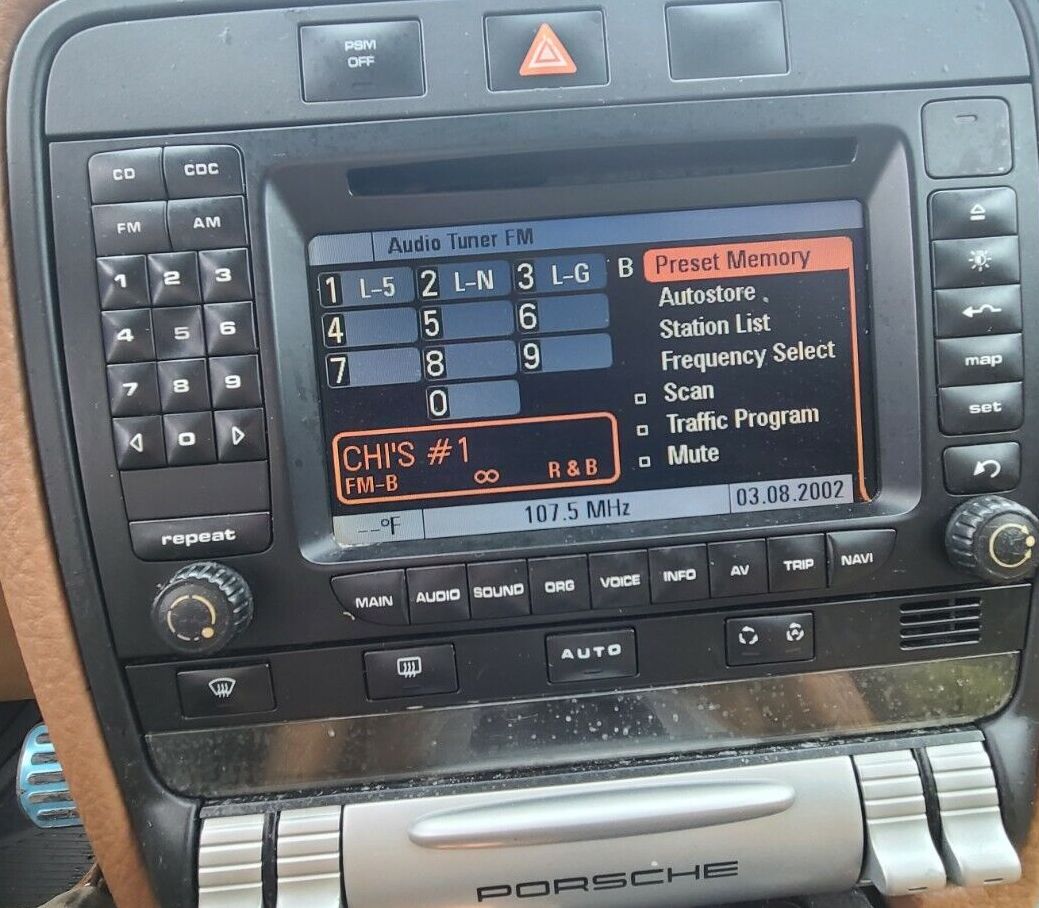 PSM
OFF
CD CDC
FM AM
1 2 3
4 5 6
7 8 9
0
repeat
Audio Tuner FM
1 L-5 2 L-N 3 L-G B
4 5 6
7 8 9
0
Preset Memory
Autostore
Station List
Frequency Select
Scan
Traffic Program
Mute
CHI'S #1
FM-B ∞ R & B
--°F 107.5 MHz 03.08.2002
map
set
MAIN AUDIO SOUND ORG VOICE INFO AV TRIP NAVI
AUTO
A
PORSCHE